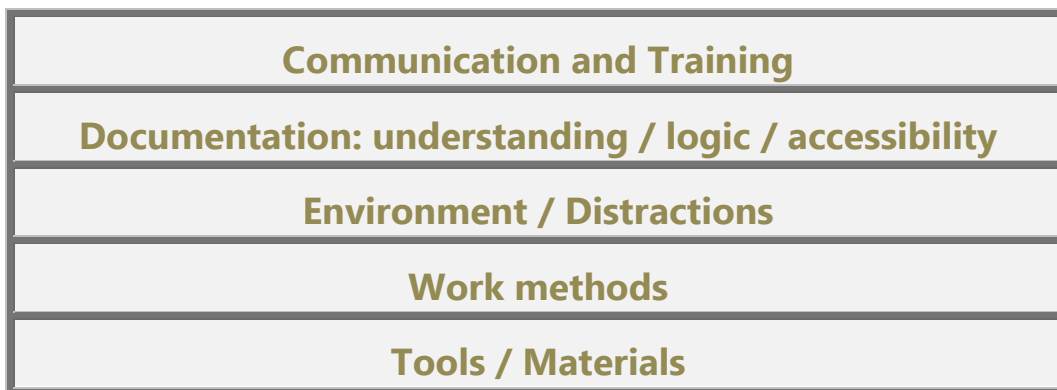 Communication and Training
Documentation: understanding / logic / accessibility
Environment / Distractions
Work methods
Tools / Materials